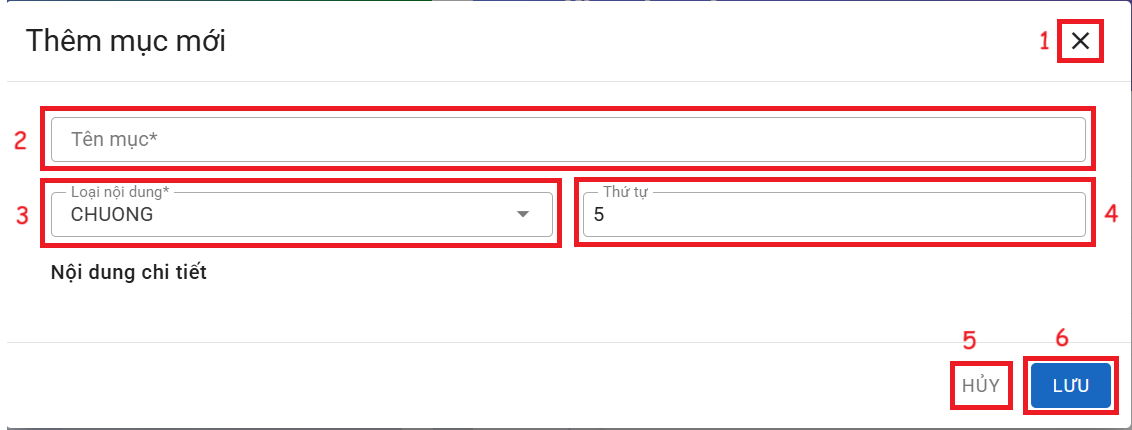 Thêm mục mới
1
2
Tên mục*
Loại nội dung*
Thứ tự
3
CHUONG
5
4
Nội dung chi tiết
5
6
HỦY
LƯU